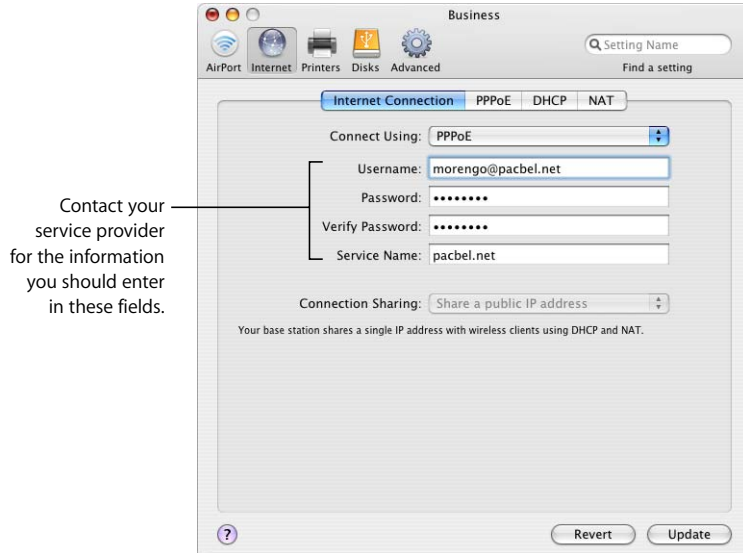 Business
Setting Name
AirPort Internet Printers Disks Advanced Find a setting
Internet Connection PPPoE DHCP NAT
Connect Using: PPPoE
Username: morengo@pacbel.net
Password: ••••••••
Verify Password: ••••••••
Service Name: pacbel.net
Contact your
service provider
for the information
you should enter
in these fields.
Connection Sharing: Share a public IP address
Your base station shares a single IP address with wireless clients using DHCP and NAT.
? Revert Update